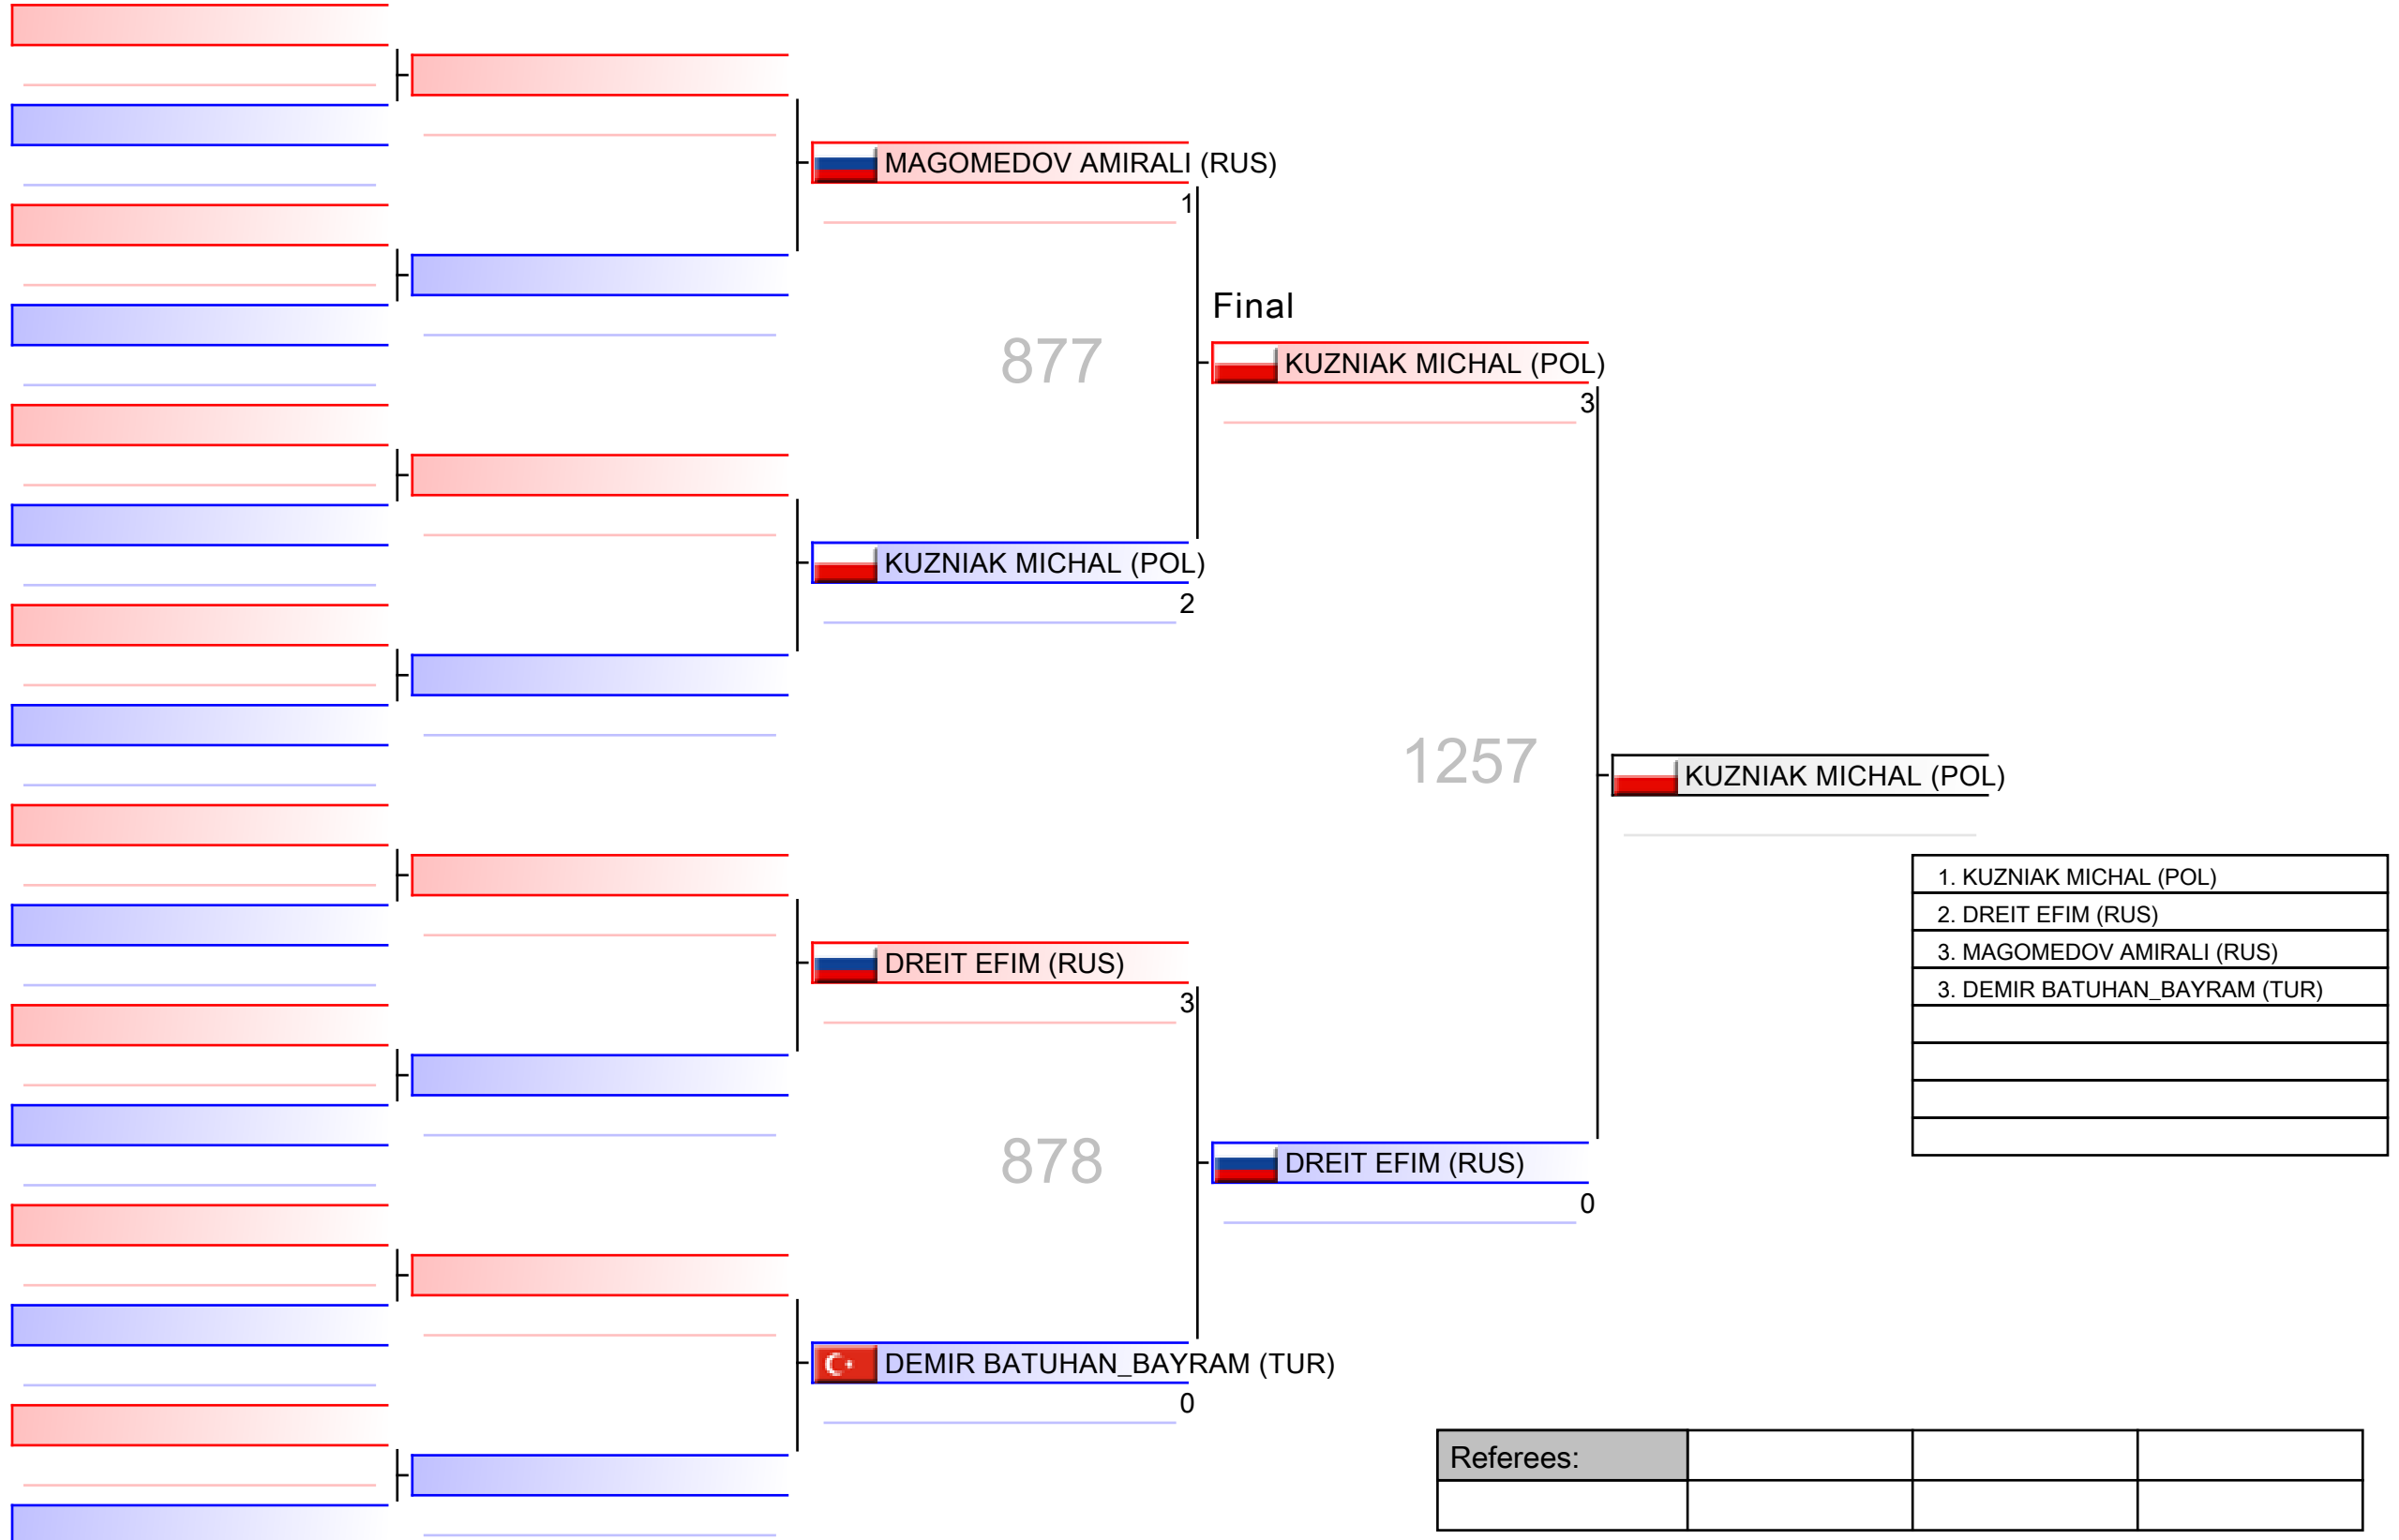 MAGOMEDOV AMIRALI (RUS)
1
877
KUZNIAK MICHAL (POL)
2
Final
KUZNIAK MICHAL (POL)
3
1257
KUZNIAK MICHAL (POL)
DREIT EFIM (RUS)
3
878
DREIT EFIM (RUS)
0
DEMIR BATUHAN_BAYRAM (TUR)
0
1. KUZNIAK MICHAL (POL)
2. DREIT EFIM (RUS)
3. MAGOMEDOV AMIRALI (RUS)
3. DEMIR BATUHAN_BAYRAM (TUR)
Referees: